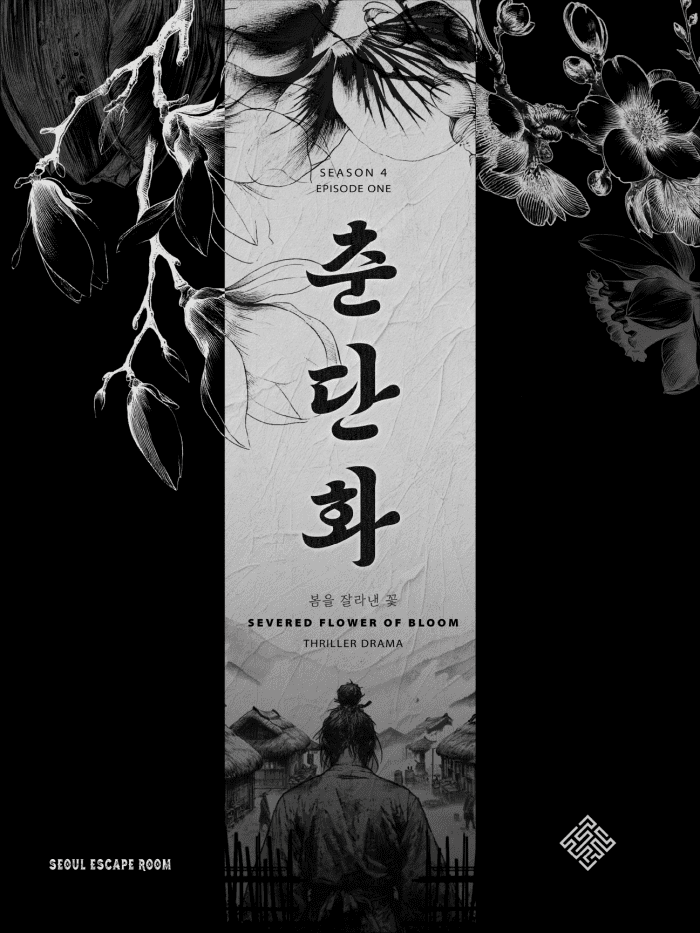 SEASON 4
EPISODE ONE
춘
단
화
봄을 잘라낸 꽃
SEVERED FLOWER OF BLOOM
THRILLER DRAMA
SEOUL ESCAPE ROOM